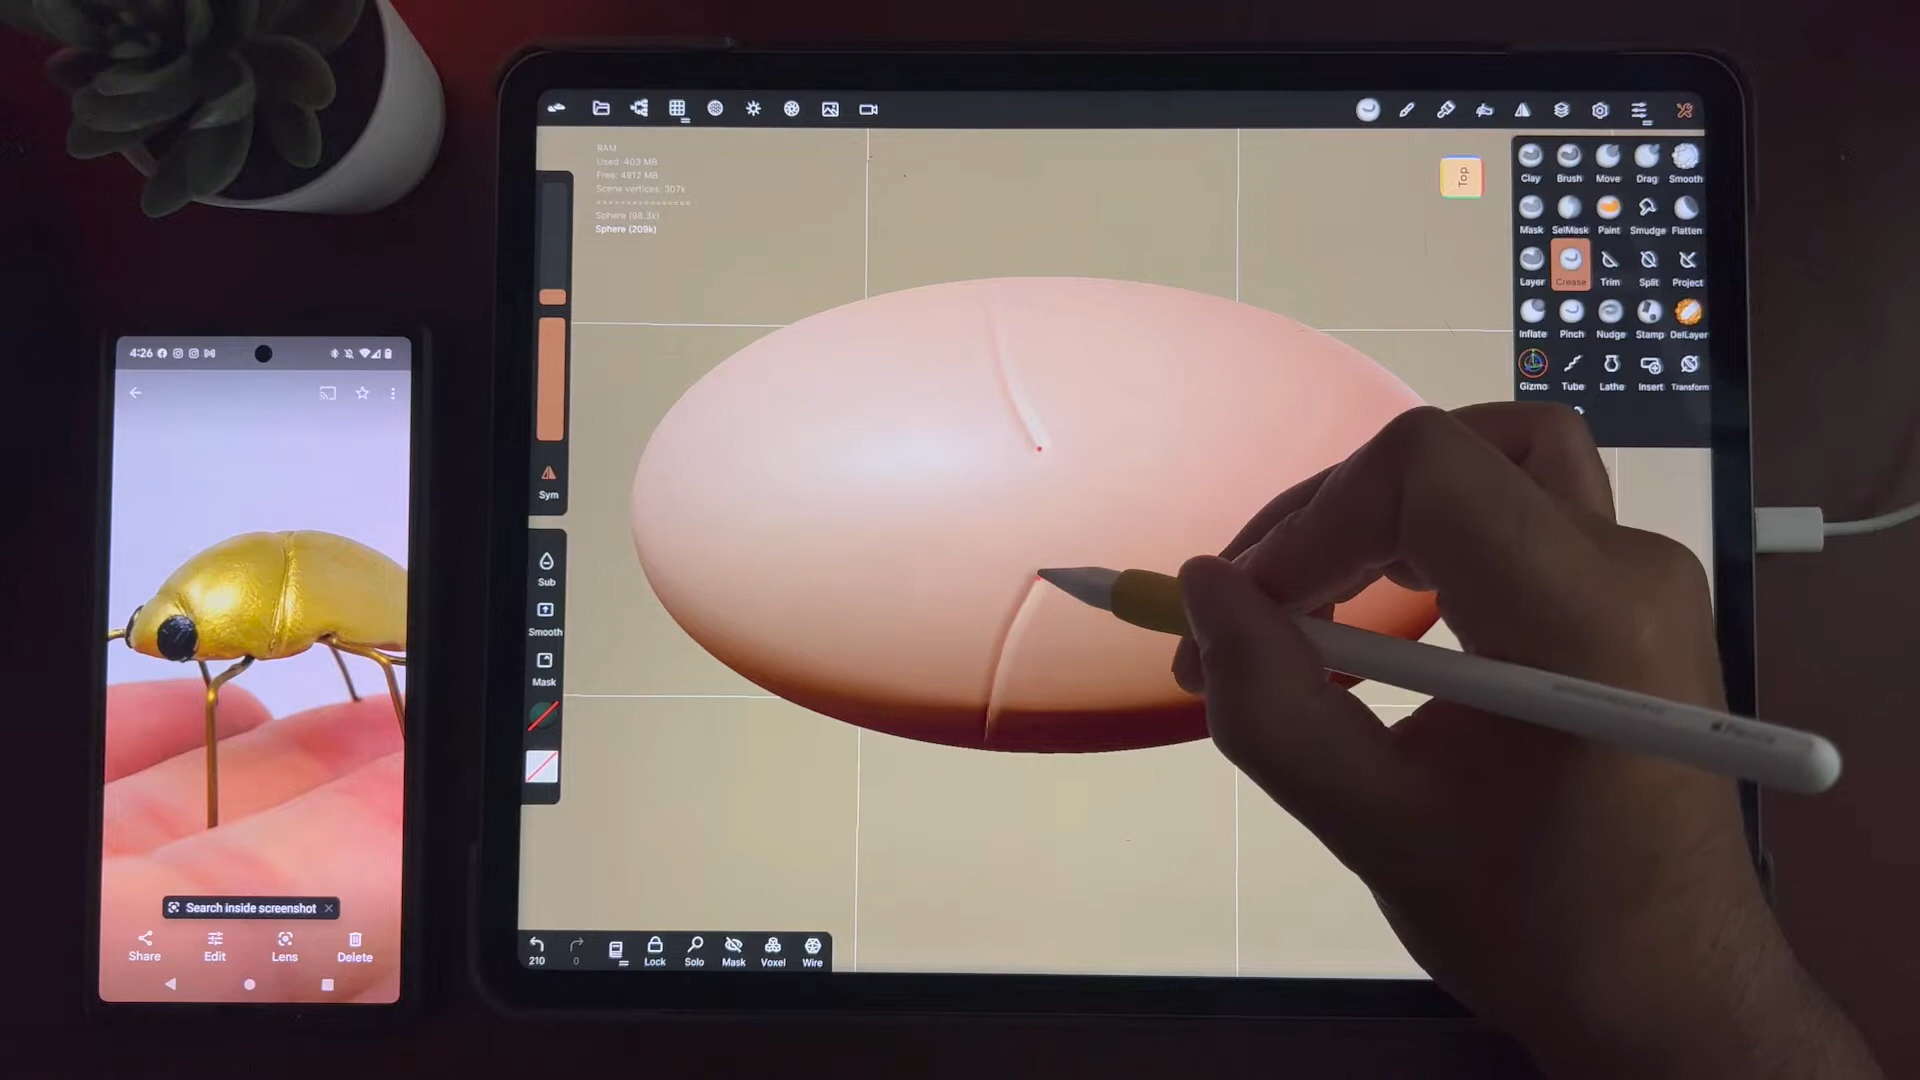 4:26
Search inside screenshot
Share
Edit
Lens
Delete
RAM
Used: 403 MB
Free: 4912 MB
Scene vertices: 307k
================
Sphere (98.3k)
Sphere (209k)
Top
Clay
Brush
Move
Drag
Smooth
Mask
SelMask
Paint
Smudge
Flatten
Layer
Crease
Trim
Split
Project
Inflate
Pinch
Nudge
Stamp
DelLayer
Gizmo
Tube
Lathe
Insert
Transform
Sym
Sub
Smooth
Mask
210
0
Lock
Solo
Mask
Voxel
Wire